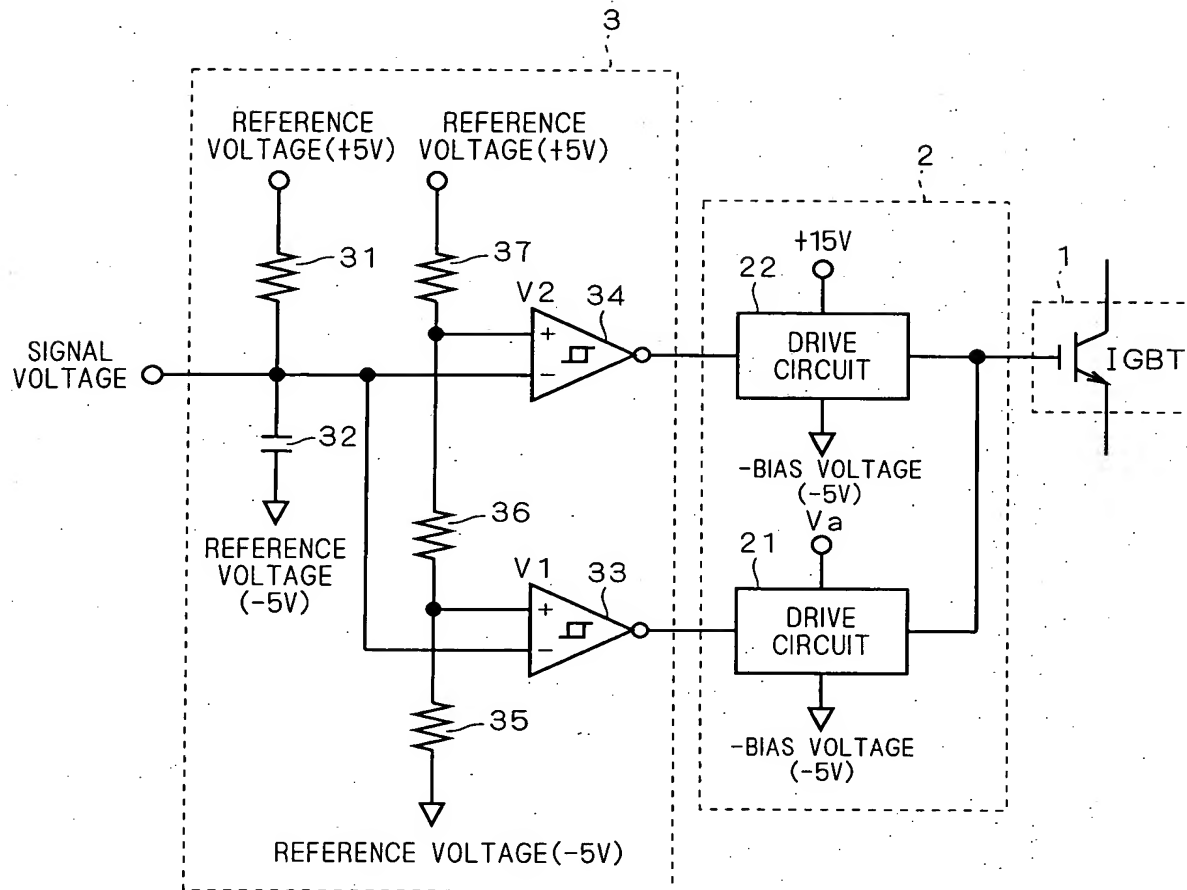 3
REFERENCE
VOLTAGE(+5V)
REFERENCE
VOLTAGE(+5V)
2
31
37
+15V
1
22
V2
34
+
−
SIGNAL
VOLTAGE
DRIVE
CIRCUIT
IGBT
32
-BIAS VOLTAGE
(-5V)
36
Va
REFERENCE
VOLTAGE
(-5V)
21
V1
33
+
−
DRIVE
CIRCUIT
35
-BIAS VOLTAGE
(-5V)
REFERENCE VOLTAGE(-5V)